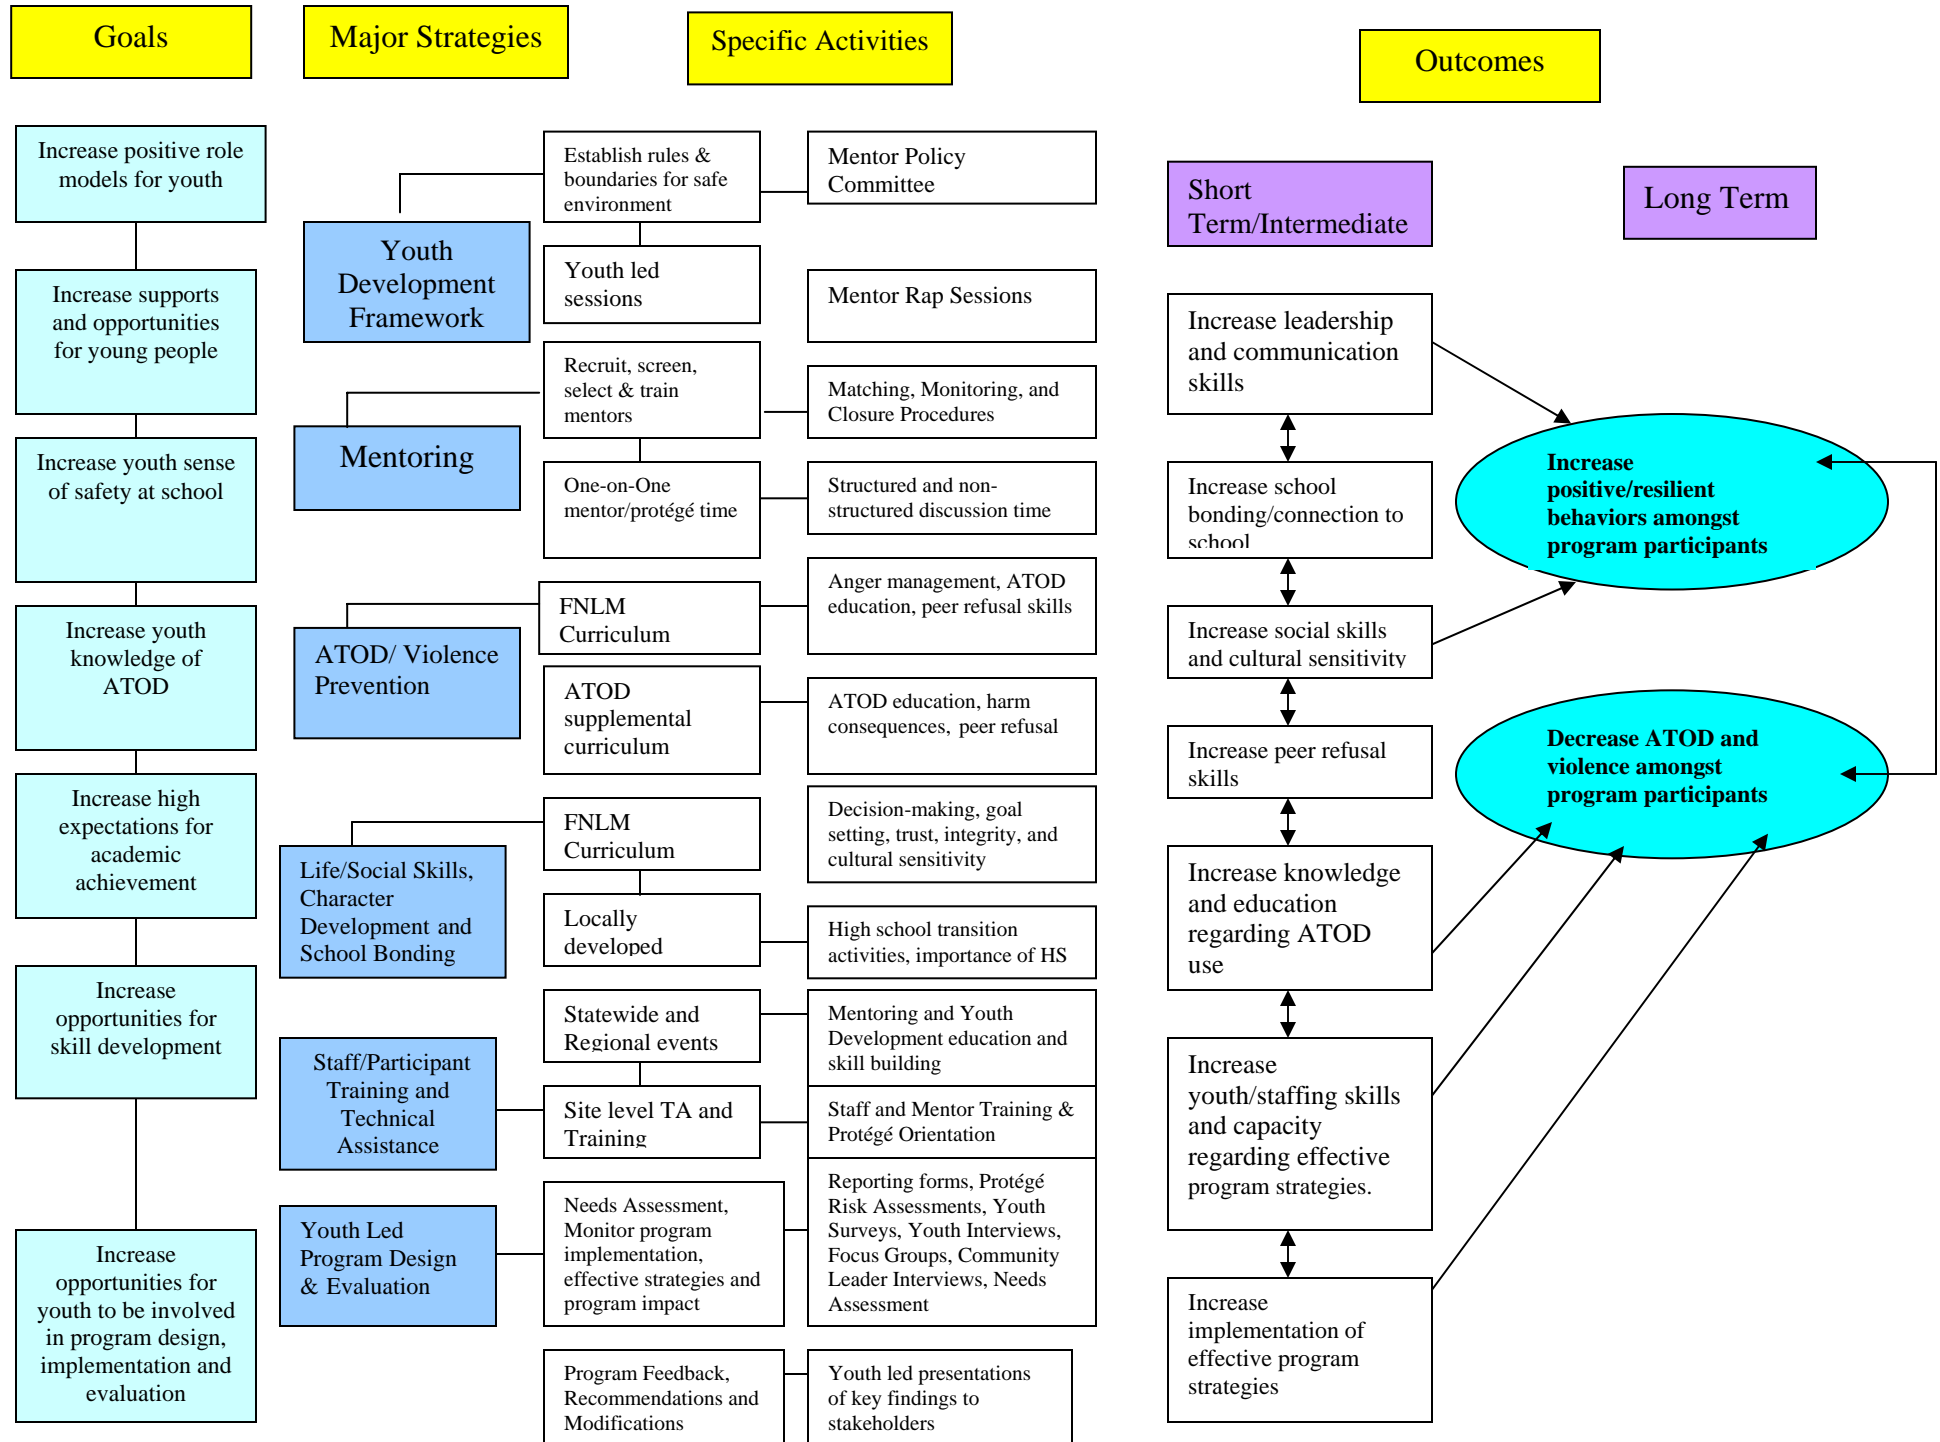 Goals
Major Strategies
Specific Activities
Outcomes
Increase positive role
models for youth
Increase supports
and opportunities
for young people
Increase youth sense
of safety at school
Increase youth
knowledge of
ATOD
Increase high
expectations for
academic
achievement
Increase
opportunities for
skill development
Increase
opportunities for
youth to be involved
in program design,
implementation and
evaluation
Youth
Development
Framework
Mentoring
ATOD/ Violence
Prevention
Life/Social Skills,
Character
Development and
School Bonding
Staff/Participant
Training and
Technical
Assistance
Youth Led
Program Design
& Evaluation
Establish rules &
boundaries for safe
environment
Youth led
sessions
Recruit, screen,
select & train
mentors
One-on-One
mentor/protégé time
FNLM
Curriculum
ATOD
supplemental
curriculum
FNLM
Curriculum
Locally
developed
Statewide and
Regional events
Site level TA and
Training
Needs Assessment,
Monitor program
implementation,
effective strategies and
program impact
Program Feedback,
Recommendations and
Modifications
Mentor Policy
Committee
Mentor Rap Sessions
Matching, Monitoring, and
Closure Procedures
Structured and non-
structured discussion time
Anger management, ATOD
education, peer refusal skills
ATOD education, harm
consequences, peer refusal
Decision-making, goal
setting, trust, integrity, and
cultural sensitivity
High school transition
activities, importance of HS
Mentoring and Youth
Development education and
skill building
Staff and Mentor Training &
Protégé Orientation
Reporting forms, Protégé
Risk Assessments, Youth
Surveys, Youth Interviews,
Focus Groups, Community
Leader Interviews, Needs
Assessment
Youth led presentations
of key findings to
stakeholders
Short
Term/Intermediate
Increase leadership
and communication
skills
Increase school
bonding/connection to
school
Increase social skills
and cultural sensitivity
Increase peer refusal
skills
Increase knowledge
and education
regarding ATOD
use
Increase
youth/staffing skills
and capacity
regarding effective
program strategies.
Increase
implementation of
effective program
strategies
Long Term
Increase
positive/resilient
behaviors amongst
program participants
Decrease ATOD and
violence amongst
program participants